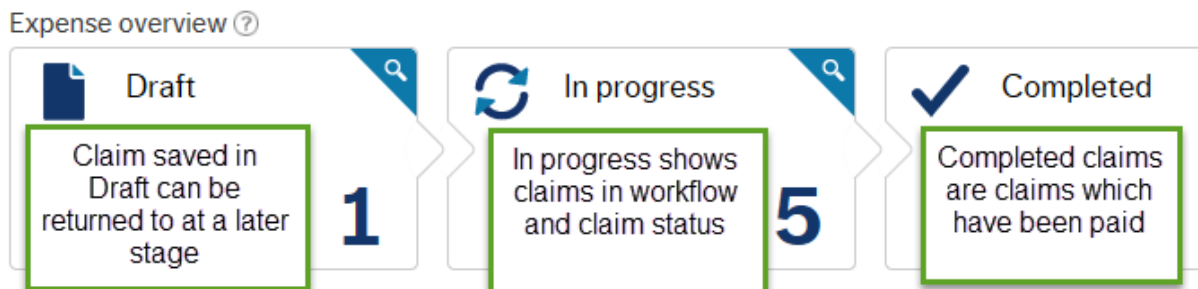 Expense overview ?
Draft
Claim saved in
Draft can be
returned to at a later
stage
1
In progress
In progress shows
claims in workflow
and claim status
5
Completed
Completed claims
are claims which
have been paid